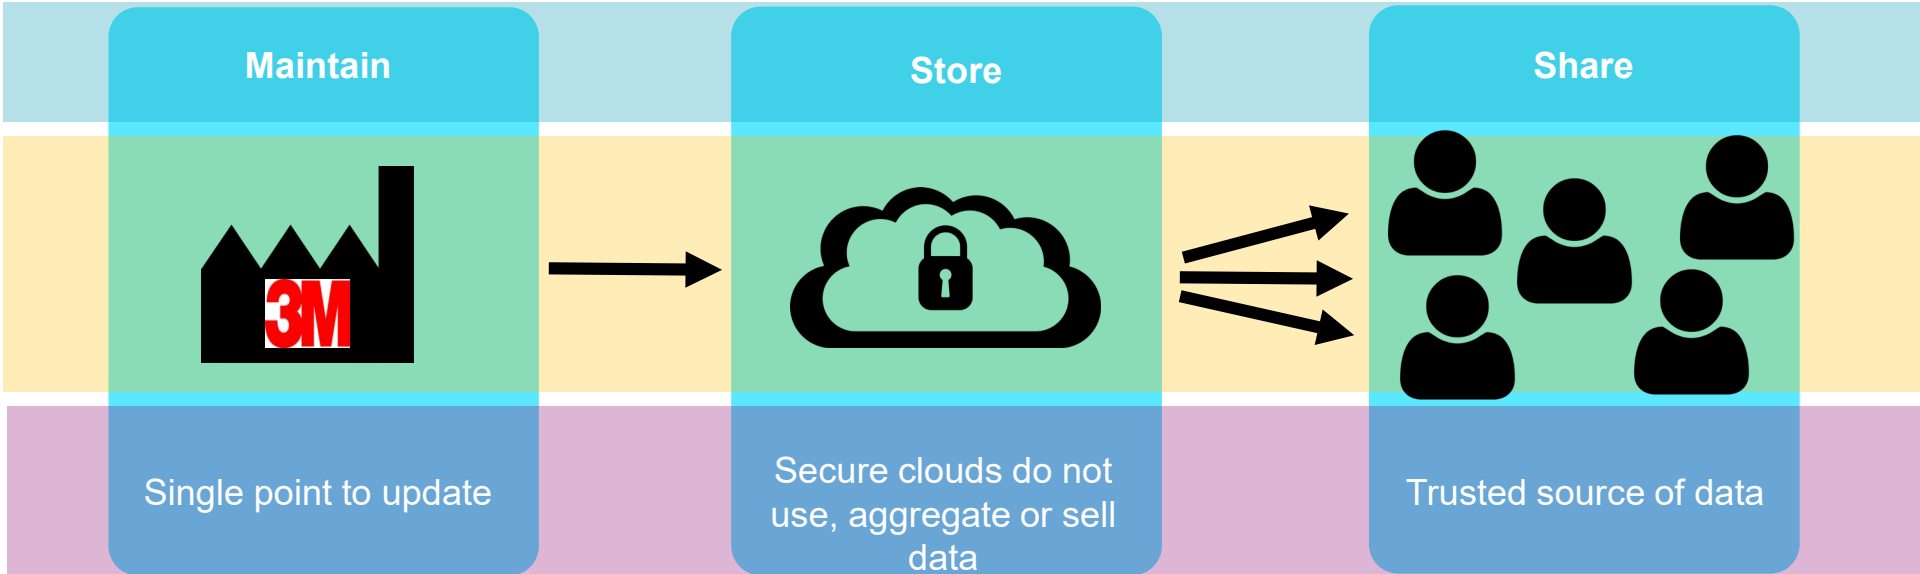 Maintain
Store
Share
3M
Single point to update
Secure clouds do not
use, aggregate or sell
data
Trusted source of data